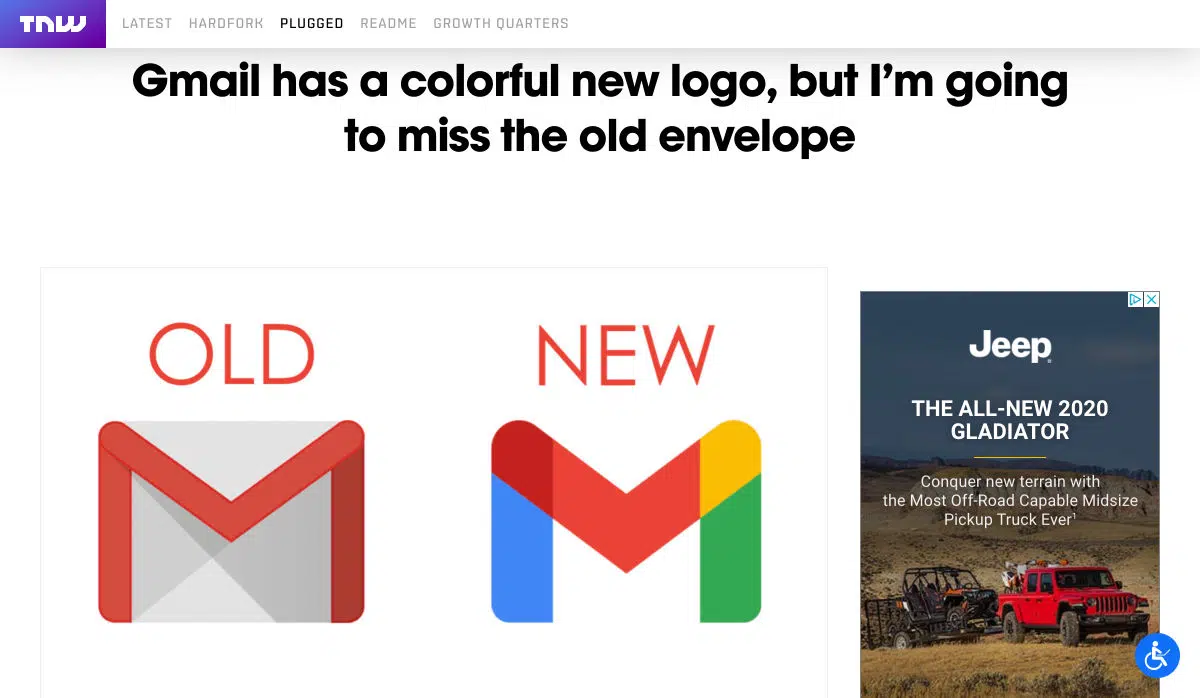 TNW
LATEST HARDFORK PLUGGED README GROWTH QUARTERS
Gmail has a colorful new logo, but I’m going
to miss the old envelope
OLD NEW
Jeep
THE ALL-NEW 2020
GLADIATOR
Conquer new terrain with
the Most Off-Road Capable Midsize
Pickup Truck Ever¹